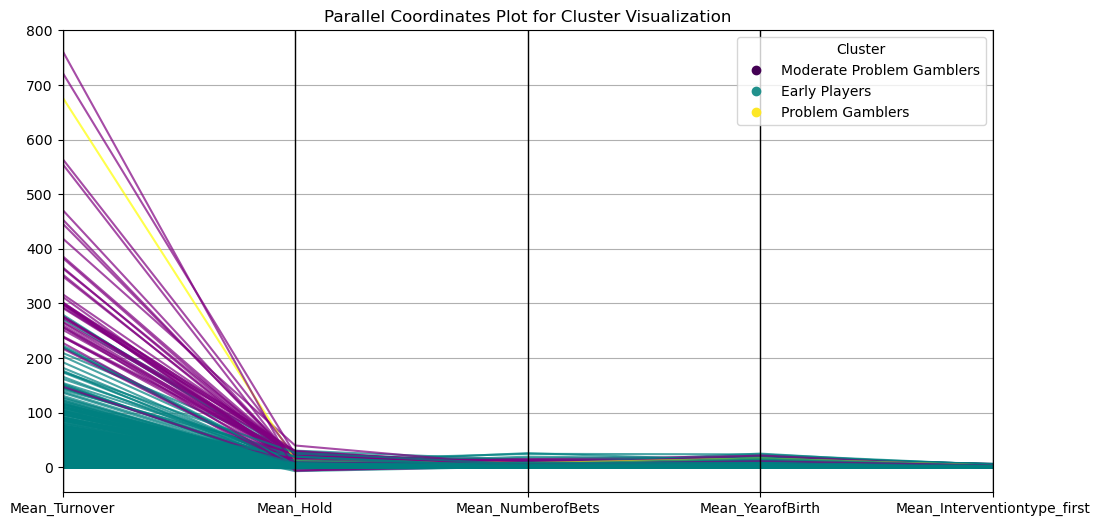 Parallel Coordinates Plot for Cluster Visualization
800
700
600
500
400
300
200
100
0
Cluster
Moderate Problem Gamblers
Early Players
Problem Gamblers
Mean_Turnover
Mean_Hold
Mean_NumberofBets
Mean_YearofBirth
Mean_Interventiontype_first